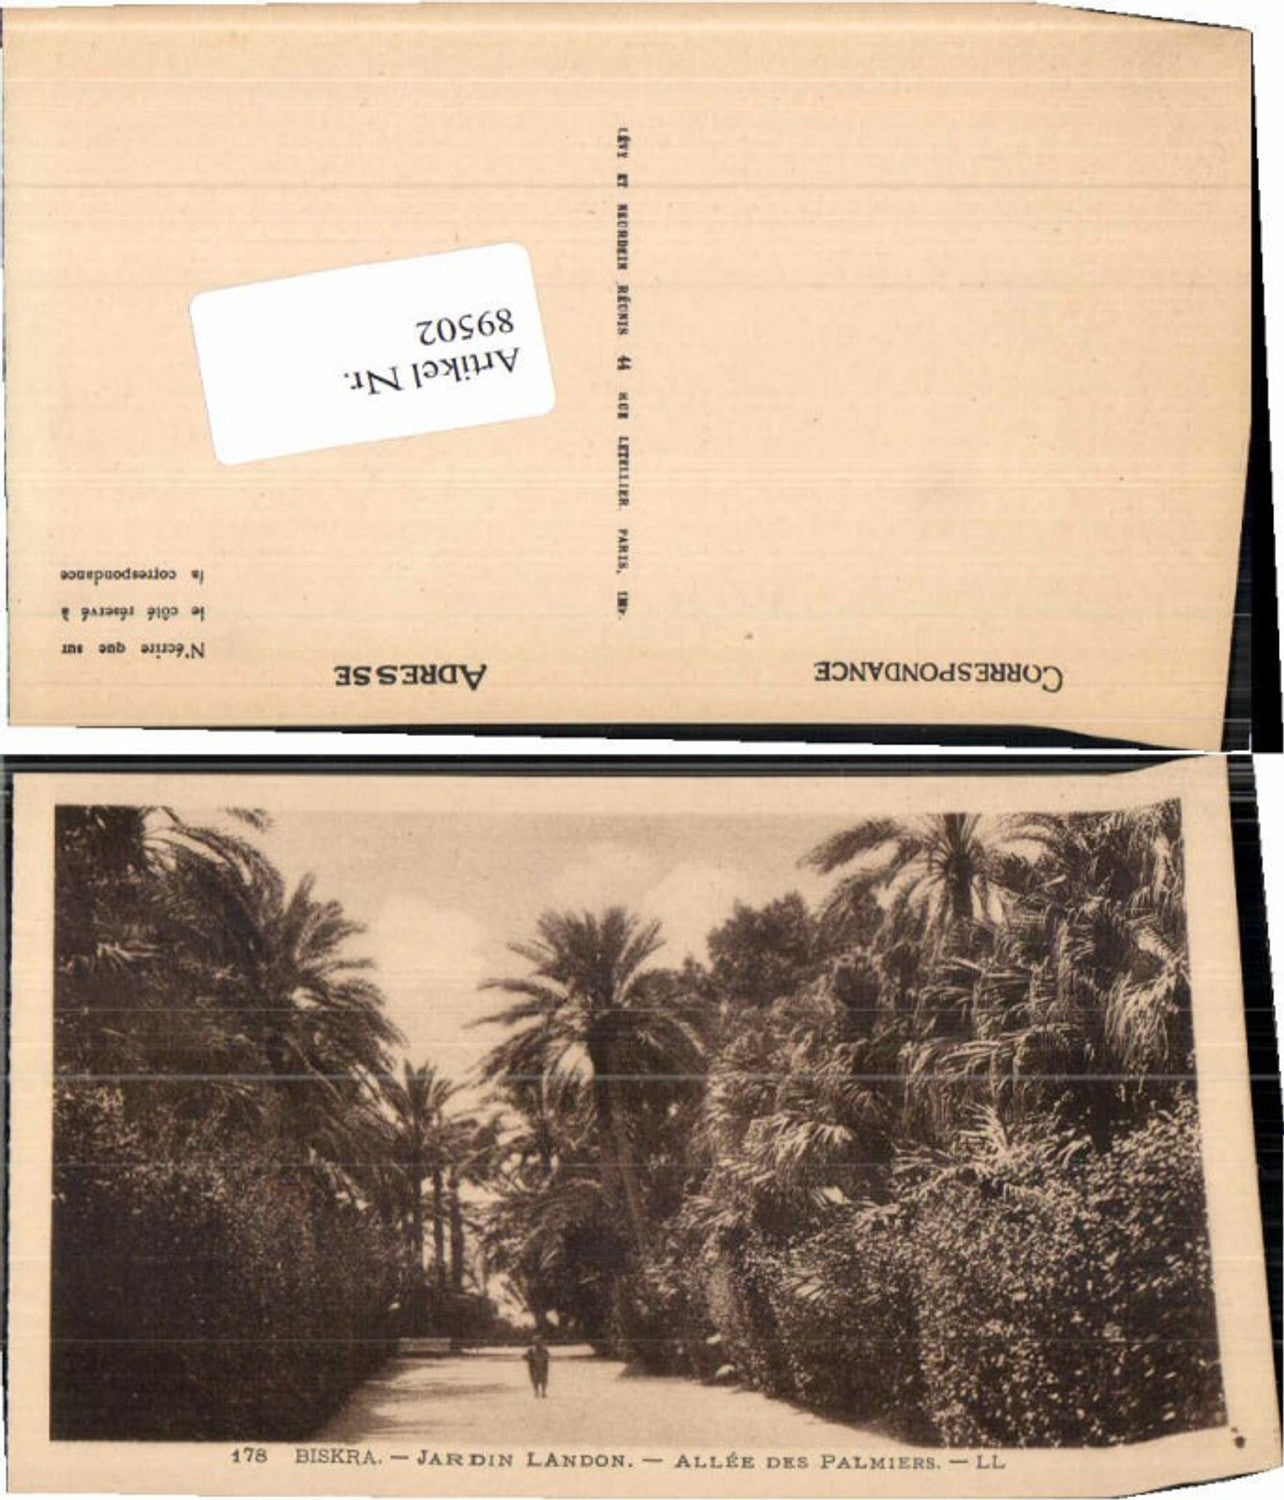 CORRESPONDANCE
ADRESSE
N'écrire que sur
le côté réservé à
la correspondance
LÉVY ET NEURDEIN RÉUNIS 44 RUE LETELLIER. PARIS, IMP.
Artikel Nr.
89502
178 BISKRA. — JARDIN LANDON. — ALLÉE DES PALMIERS. — LL